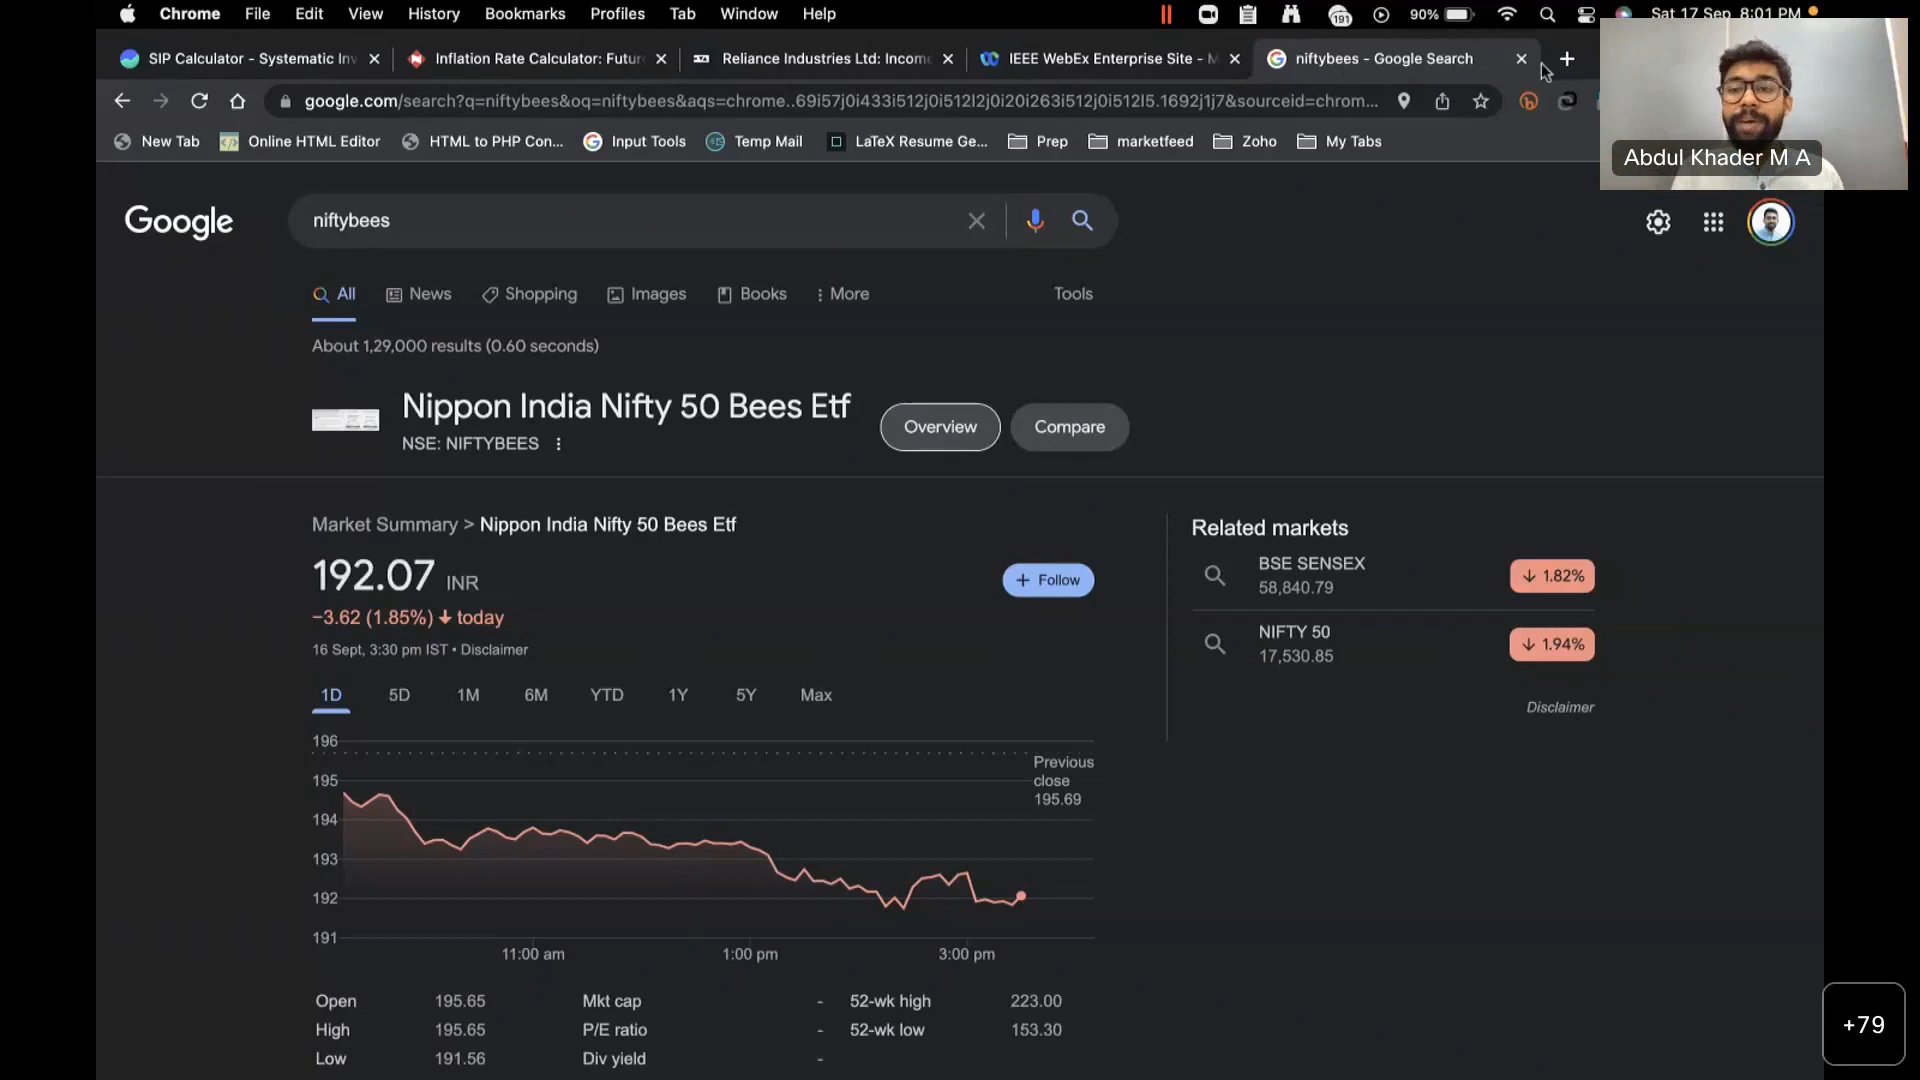 Chrome File Edit View History Bookmarks Profiles Tab Window Help 191 90% Sat 17 Sep 8:01 PM
SIP Calculator - Systematic Inv IEEE WebEx Enterprise Site - M niftybees - Google Search
Inflation Rate Calculator: Futur Reliance Industries Ltd: Income
google.com/search?q=niftybees&oq=niftybees&aqs=chrome..69i57j0i433i512j0i512l2j0i20i263i512j0i512l5.1692j1j7&sourceid=chrom...
New Tab Online HTML Editor HTML to PHP Con... Input Tools Temp Mail LaTeX Resume Ge... Prep marketfeed Zoho My Tabs
Abdul Khader M A
Google niftybees
All News Shopping Images Books More Tools
About 1,29,000 results (0.60 seconds)
Nippon India Nifty 50 Bees Etf
NSE: NIFTYBEES
Overview Compare
Market Summary > Nippon India Nifty 50 Bees Etf
192.07 INR
−3.62 (1.85%) today
16 Sept, 3:30 pm IST • Disclaimer
+ Follow
1D 5D 1M 6M YTD 1Y 5Y Max
196
195
194
193
192
191
Previous
close
195.69
11:00 am 1:00 pm 3:00 pm
Open 195.65 Mkt cap - 52-wk high 223.00
High 195.65 P/E ratio - 52-wk low 153.30
Low 191.56 Div yield -
Related markets
BSE SENSEX
58,840.79
1.82%
NIFTY 50
17,530.85
1.94%
Disclaimer
+79